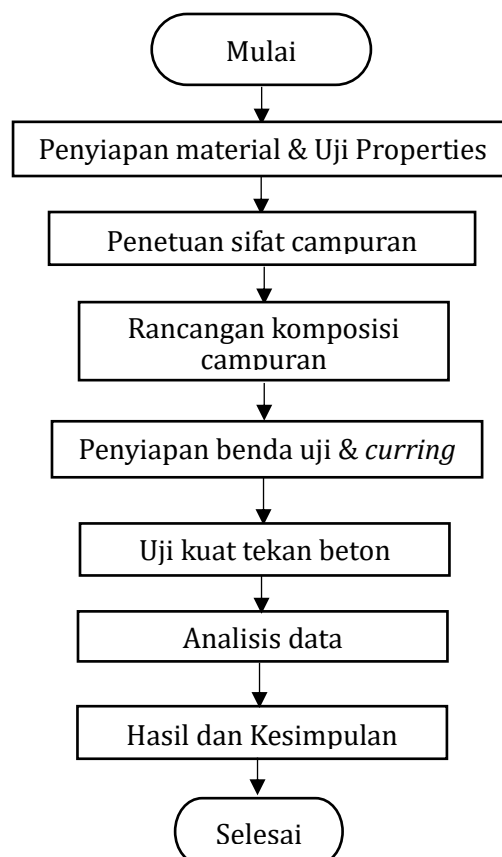 Mulai
Penyiapan material & Uji Properties
Penetuan sifat campuran
Rancangan komposisi
campuran
Penyiapan benda uji & curring
Uji kuat tekan beton
Analisis data
Hasil dan Kesimpulan
Selesai